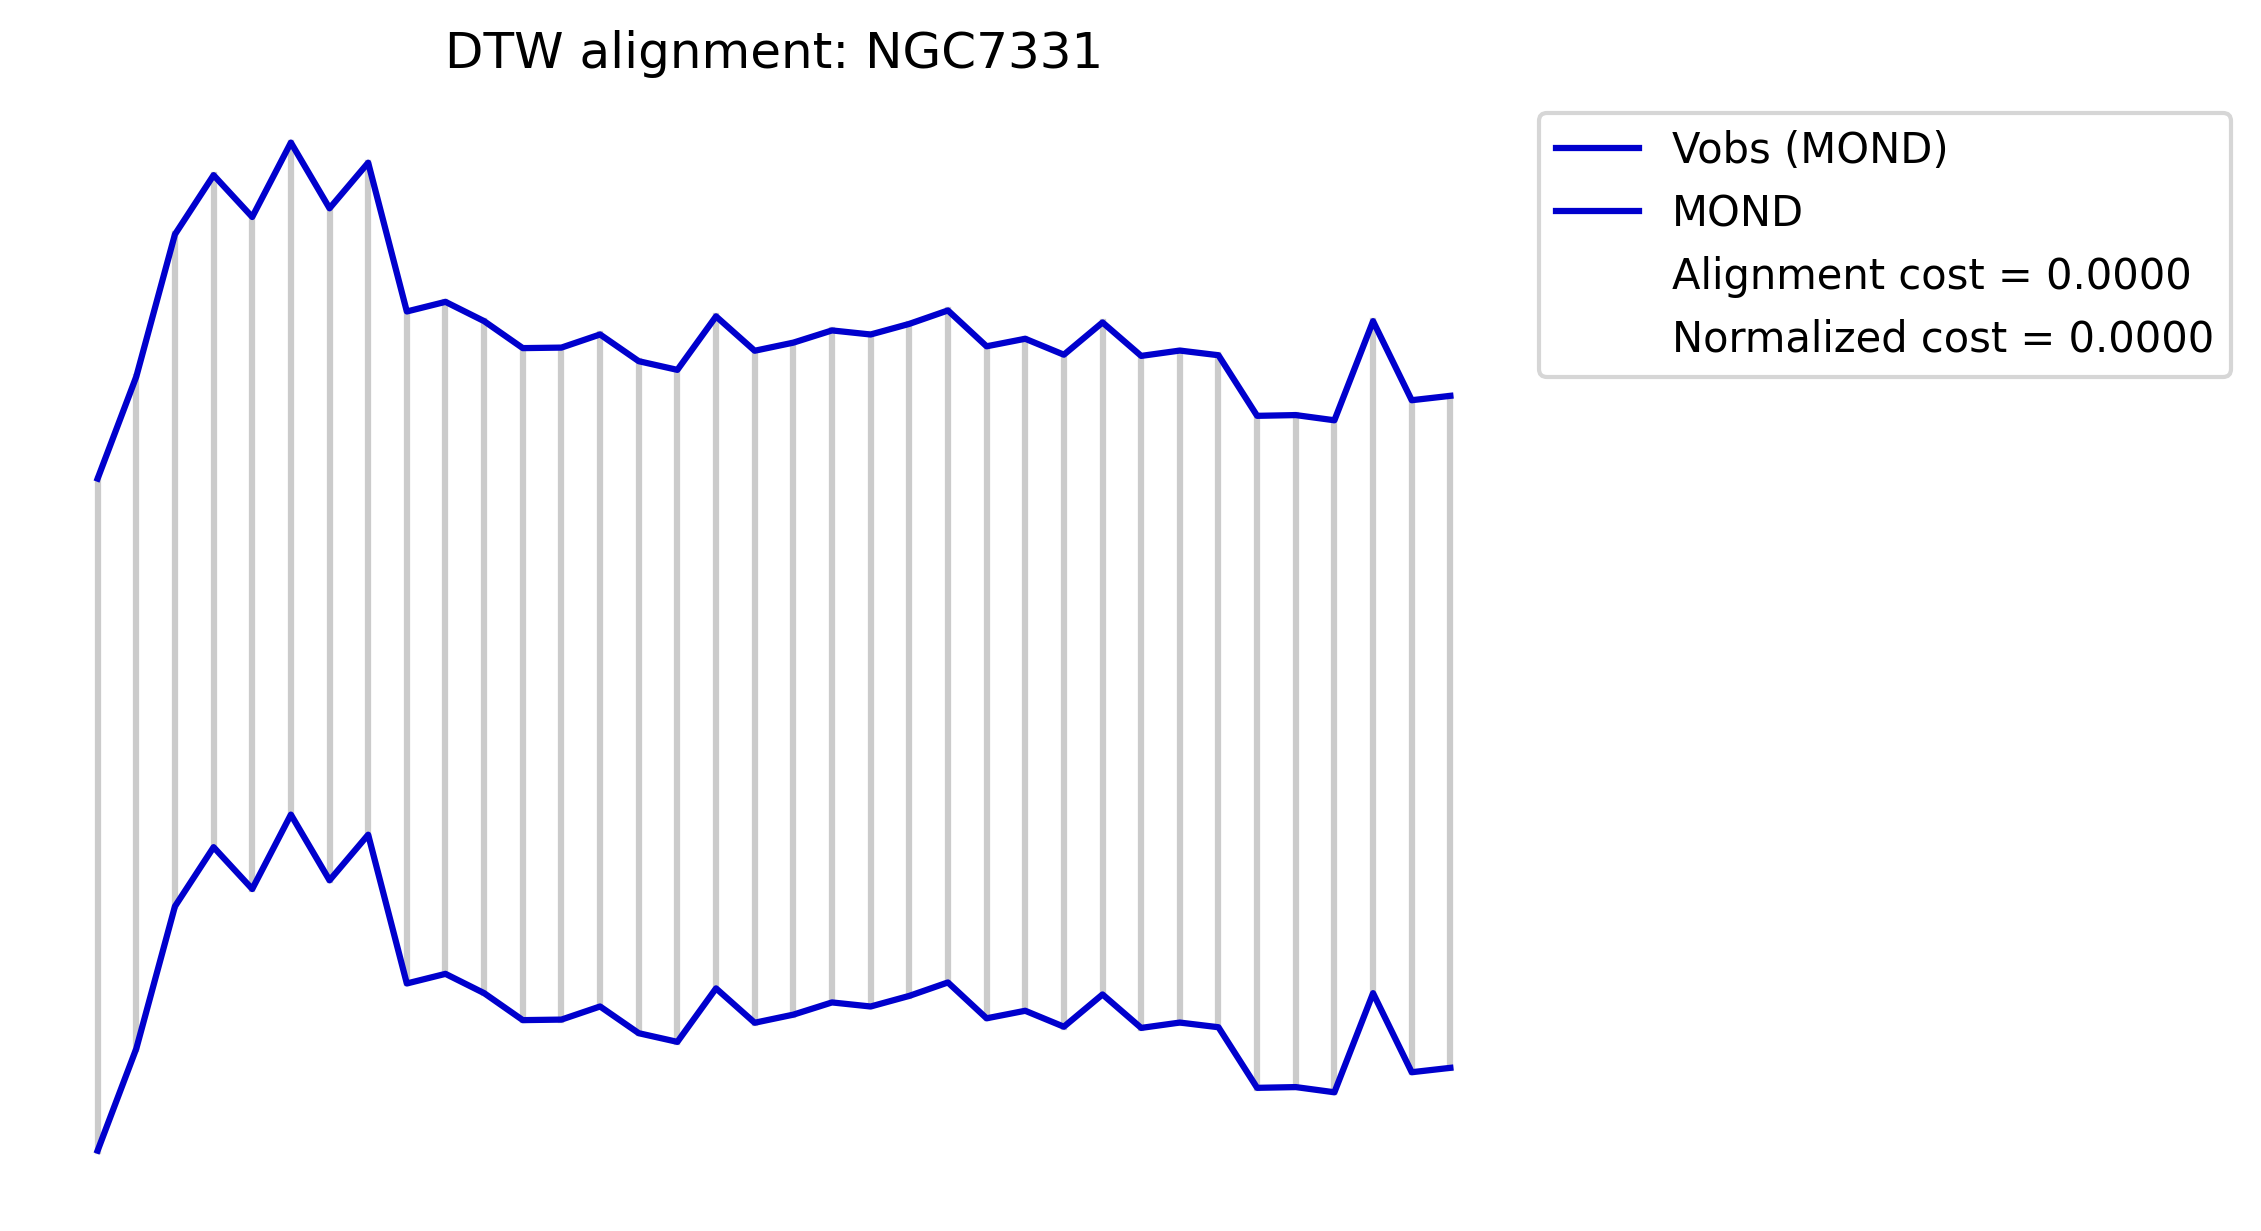 DTW alignment: NGC7331
Vobs (MOND)
MOND
Alignment cost = 0.0000
Normalized cost = 0.0000